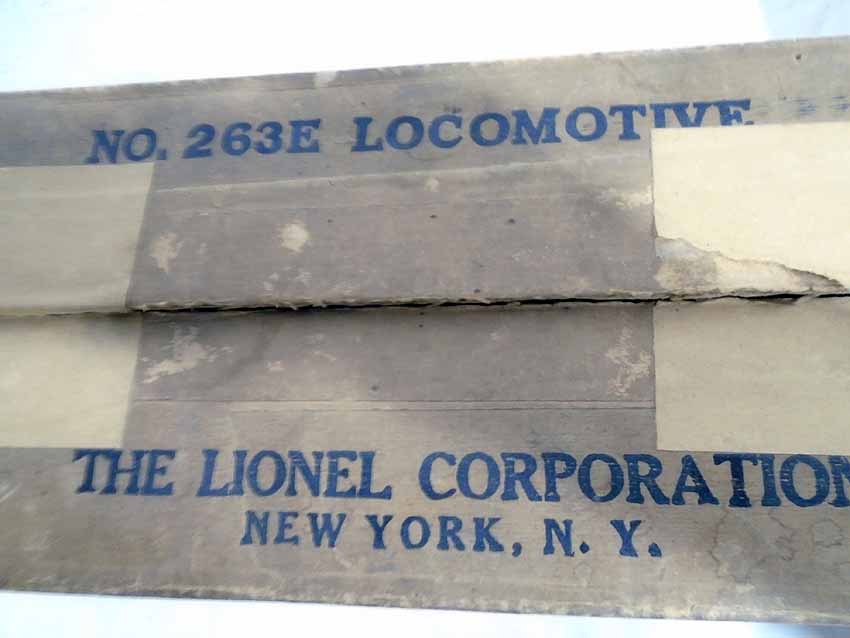 NO. 263E LOCOMOTIVE
THE LIONEL CORPORATION
NEW YORK, N. Y.